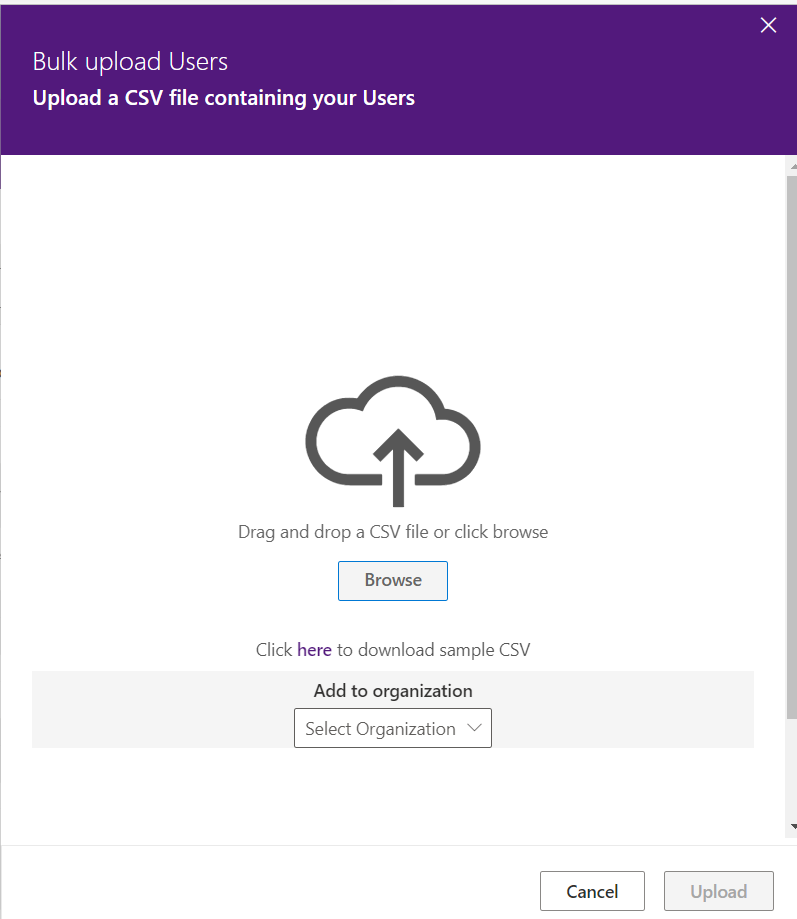 Bulk upload Users
Upload a CSV file containing your Users
Drag and drop a CSV file or click browse
Browse
Click here to download sample CSV
Add to organization
Select Organization
Cancel
Upload